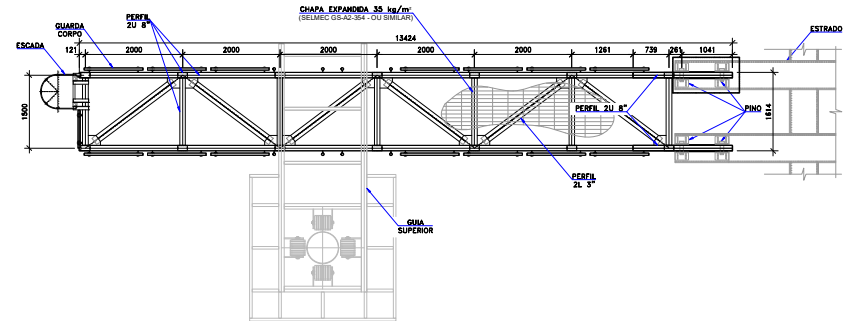 CHAPA EXPANDIDA 35 kg/m²
(SELMEC GS-A2-354 - OU SIMILAR)
PERFIL
2U 8"
GUARDA
CORPO
ESCADA
ESTRADO
13424
121
2000
2000
2000
2000
2000
1261
739
261
1041
1500
PERFIL 2U 8"
PINO
1614
PERFIL
2L 3"
GUIA
SUPERIOR